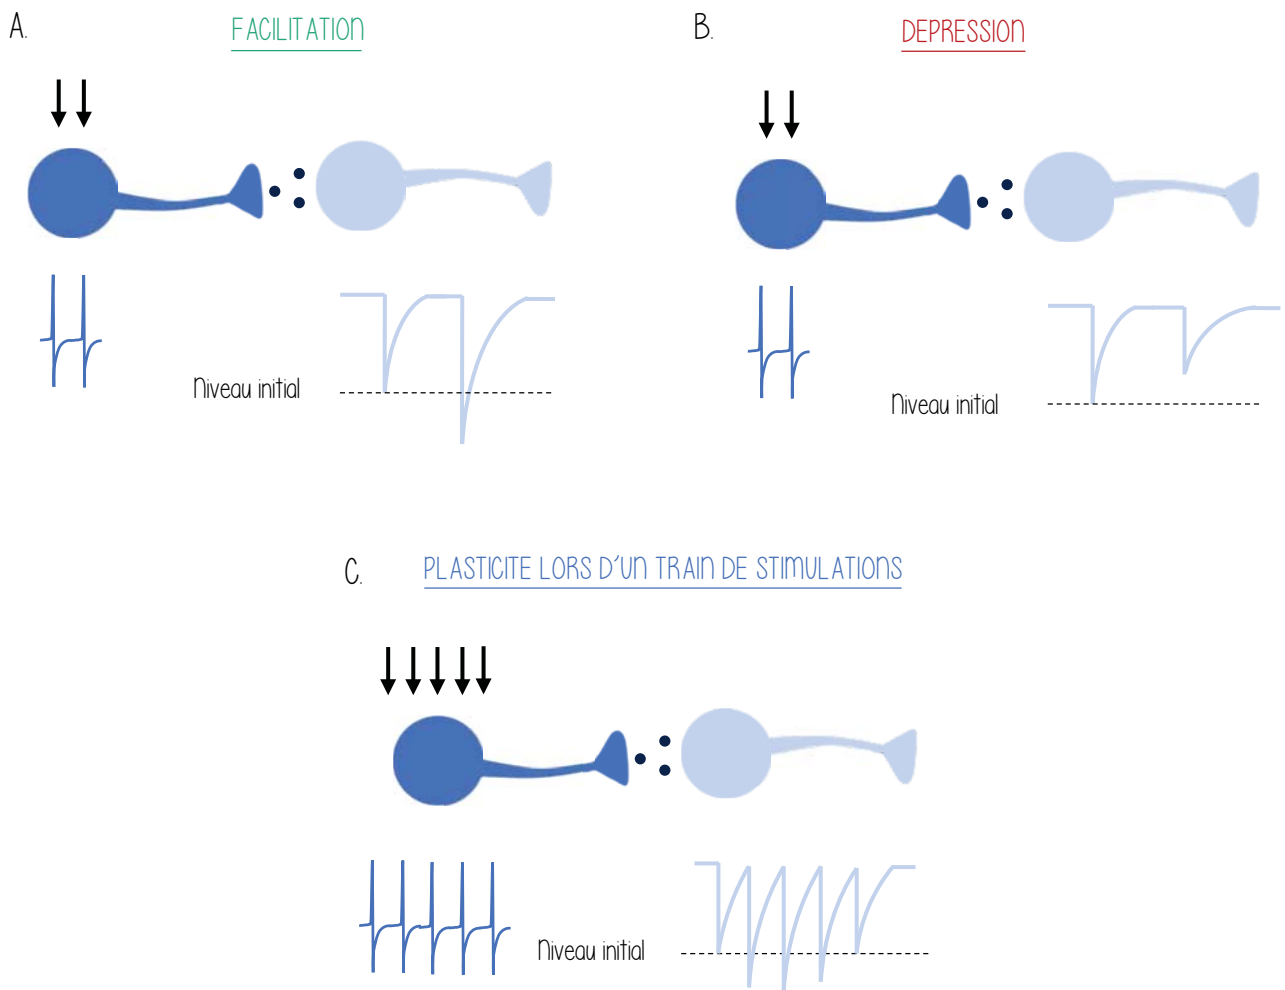 A.
FACILITATION
B.
DEPRESSION
Niveau initial
Niveau initial
C.
PLASTICITE LORS D'UN TRAIN DE STIMULATIONS
Niveau initial